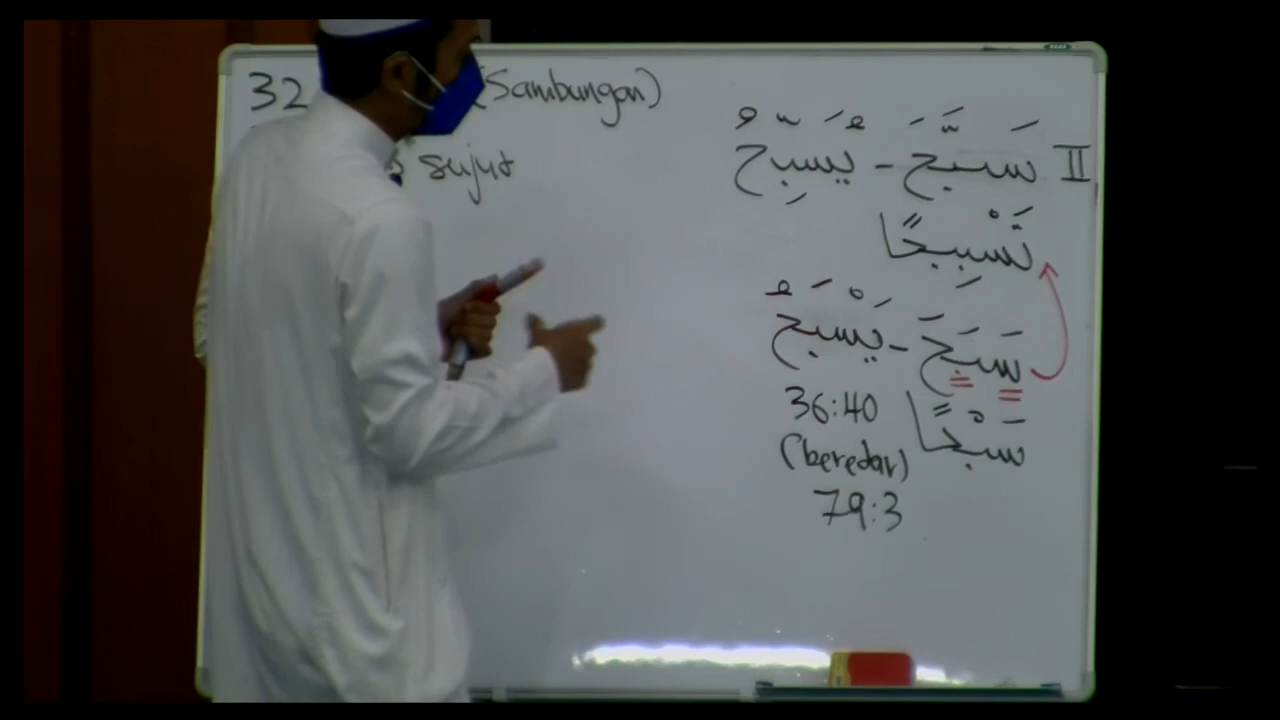 32 (Sambungan)
sujud
II سَبَّحَ - يُسَبِّحُ
تَسْبِيحًا
سَبَحَ - يَسْبَحُ
سَبْحًا
36:40
(beredar)
79:3